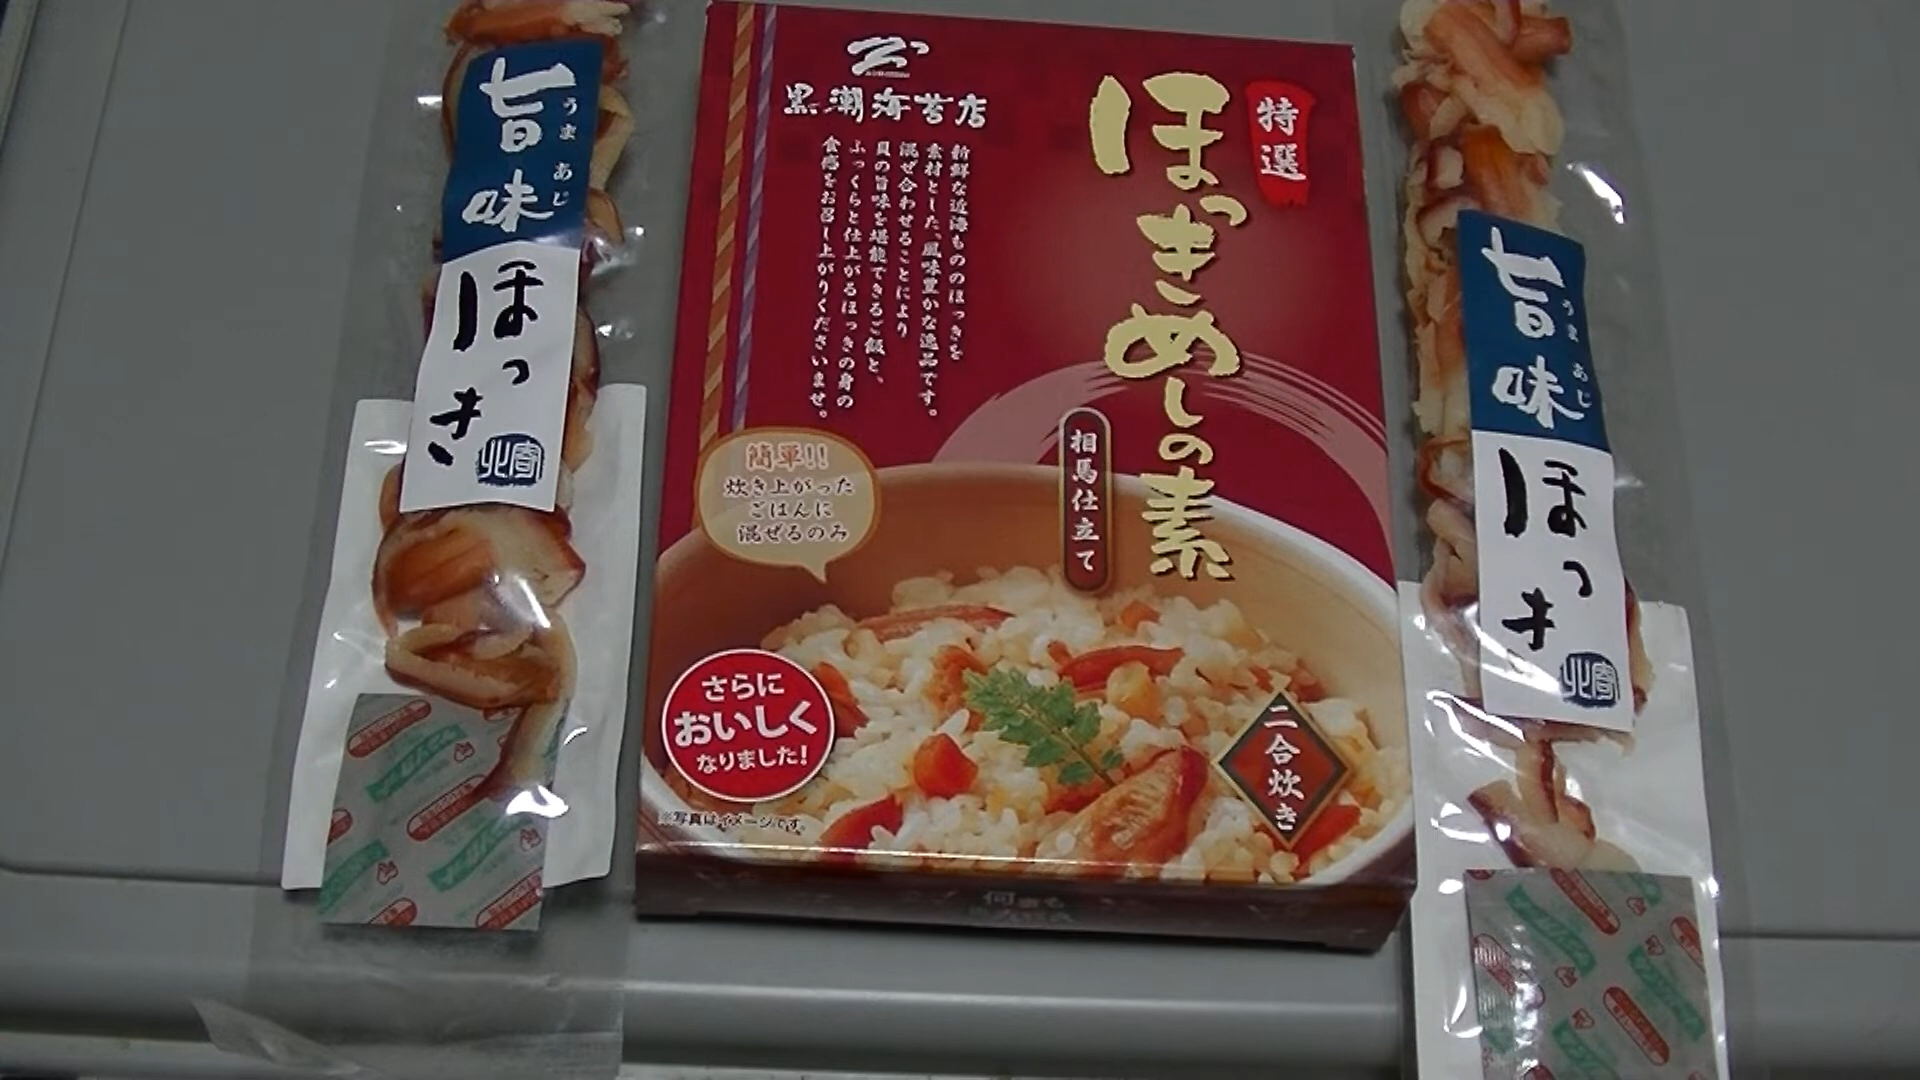 旨味
うまあじ
ほっき
黒潮海苔店
特選
ほっきめしの素
相馬仕立て
新鮮な近海もののほっきを
素材とした、風味豊かな逸品です。
混ぜ合わせることにより
貝の旨味を堪能できるご飯と、
ふっくらと仕上がるほっきの身の
食感をお召し上がりくださいませ。
簡単!!
炊き上がった
ごはんに
混ぜるのみ
さらに
おいしく
なりました!
※写真はイメージです。
二合炊き
旨味
うまあじ
ほっき